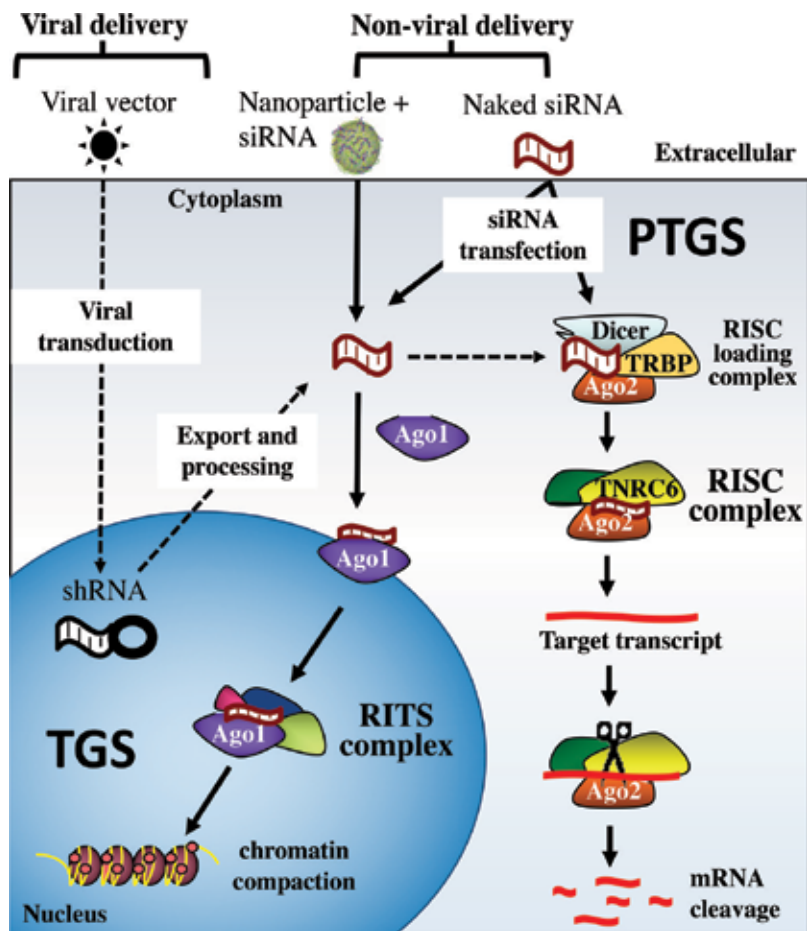 Viral delivery
Non-viral delivery
Viral vector
Nanoparticle +
siRNA
Naked siRNA
Extracellular
Cytoplasm
siRNA
transfection
PTGS
Viral
transduction
Dicer
TRBP
Ago2
RISC
loading
complex
Export and
processing
Ago1
TNRC6
Ago2
RISC
complex
Ago1
shRNA
Target transcript
Ago1
RITS
complex
TGS
Ago2
chromatin
compaction
mRNA
cleavage
Nucleus